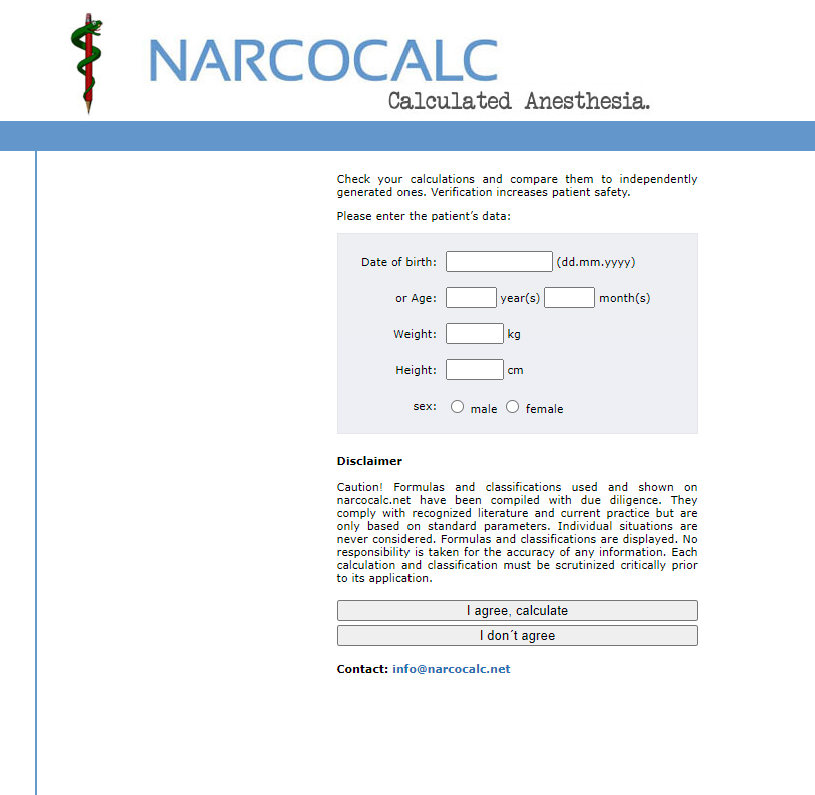 NARCOCALC
Calculated Anesthesia.
Check your calculations and compare them to independently
generated ones. Verification increases patient safety.
Please enter the patient's data:
Date of birth: (dd.mm.yyyy)
or Age: year(s) month(s)
Weight: kg
Height: cm
sex: male female
Disclaimer
Caution! Formulas and classifications used and shown on
narcocalc.net have been compiled with due diligence. They
comply with recognized literature and current practice but are
only based on standard parameters. Individual situations are
never considered. Formulas and classifications are displayed. No
responsibility is taken for the accuracy of any information. Each
calculation and classification must be scrutinized critically prior
to its application.
I agree, calculate
I don´t agree
Contact: info@narcocalc.net